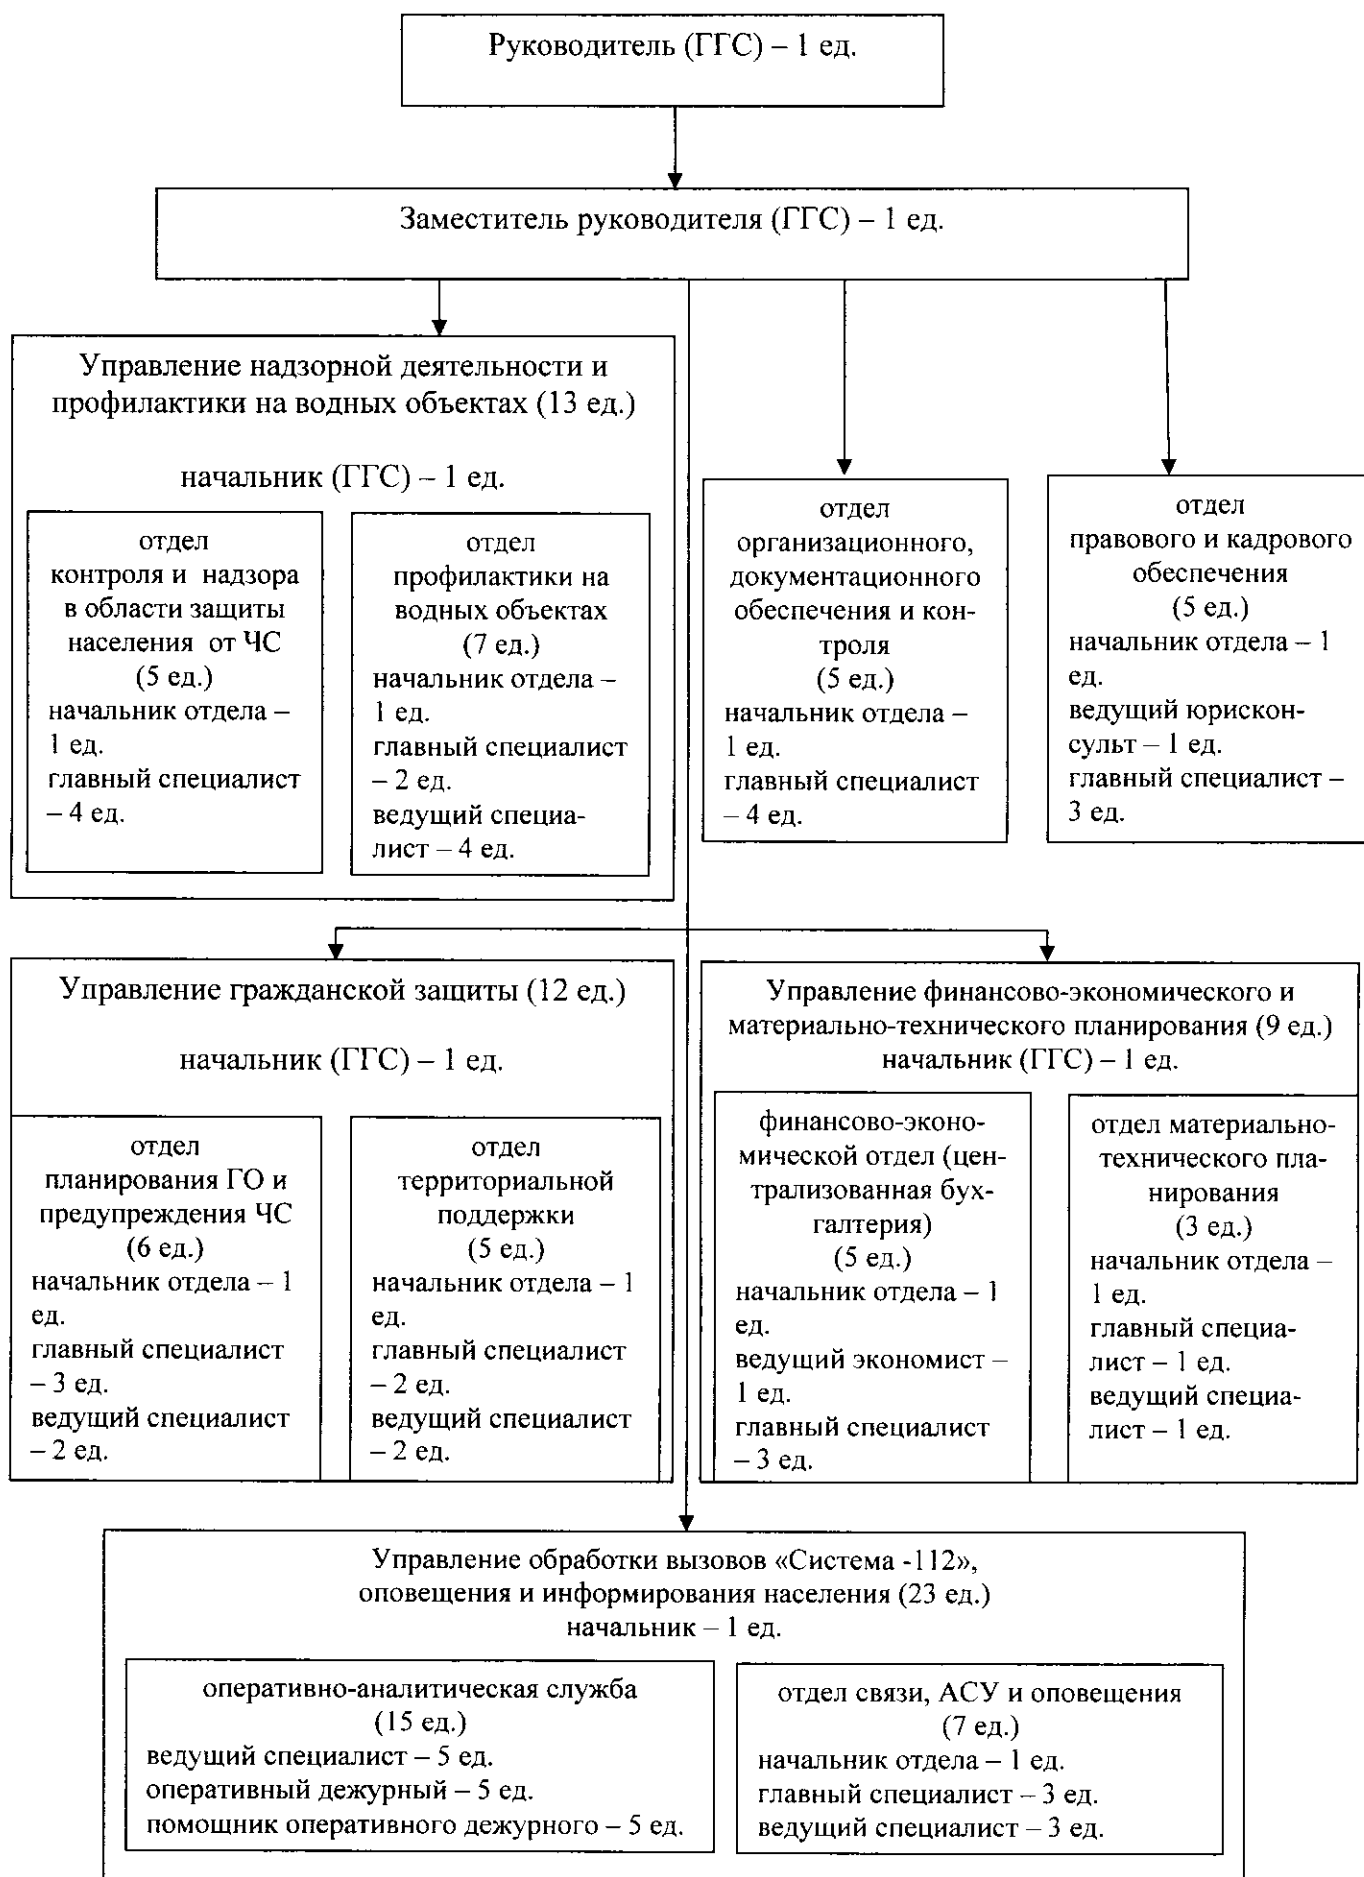 Руководитель (ГГС) – 1 ед.
Заместитель руководителя (ГГС) – 1 ед.
Управление надзорной деятельности и
профилактики на водных объектах (13 ед.)
начальник (ГГС) – 1 ед.
отдел
контроля и надзора
в области защиты
населения от ЧС
(5 ед.)
начальник отдела –
1 ед.
главный специалист
– 4 ед.
отдел
профилактики на
водных объектах
(7 ед.)
начальник отдела –
1 ед.
главный специалист
– 2 ед.
ведущий специа-
лист – 4 ед.
отдел
организационного,
документационного
обеспечения и кон-
троля
(5 ед.)
начальник отдела –
1 ед.
главный специалист
– 4 ед.
отдел
правового и кадрового
обеспечения
(5 ед.)
начальник отдела – 1
ед.
ведущий юрискон-
сульт – 1 ед.
главный специалист –
3 ед.
Управление гражданской защиты (12 ед.)
начальник (ГГС) – 1 ед.
отдел
планирования ГО и
предупреждения ЧС
(6 ед.)
начальник отдела – 1
ед.
главный специалист
– 3 ед.
ведущий специалист
– 2 ед.
отдел
территориальной
поддержки
(5 ед.)
начальник отдела – 1
ед.
главный специалист
– 2 ед.
ведущий специалист
– 2 ед.
Управление финансово-экономического и
материально-технического планирования (9 ед.)
начальник (ГГС) – 1 ед.
финансово-эконо-
мической отдел (цен-
трализованная бух-
галтерия)
(5 ед.)
начальник отдела – 1
ед.
ведущий экономист –
1 ед.
главный специалист
– 3 ед.
отдел материально-
технического пла-
нирования
(3 ед.)
начальник отдела –
1 ед.
главный специа-
лист – 1 ед.
ведущий специа-
лист – 1 ед.
Управление обработки вызовов «Система -112»,
оповещения и информирования населения (23 ед.)
начальник – 1 ед.
оперативно-аналитическая служба
(15 ед.)
ведущий специалист – 5 ед.
оперативный дежурный – 5 ед.
помощник оперативного дежурного – 5 ед.
отдел связи, АСУ и оповещения
(7 ед.)
начальник отдела – 1 ед.
главный специалист – 3 ед.
ведущий специалист – 3 ед.